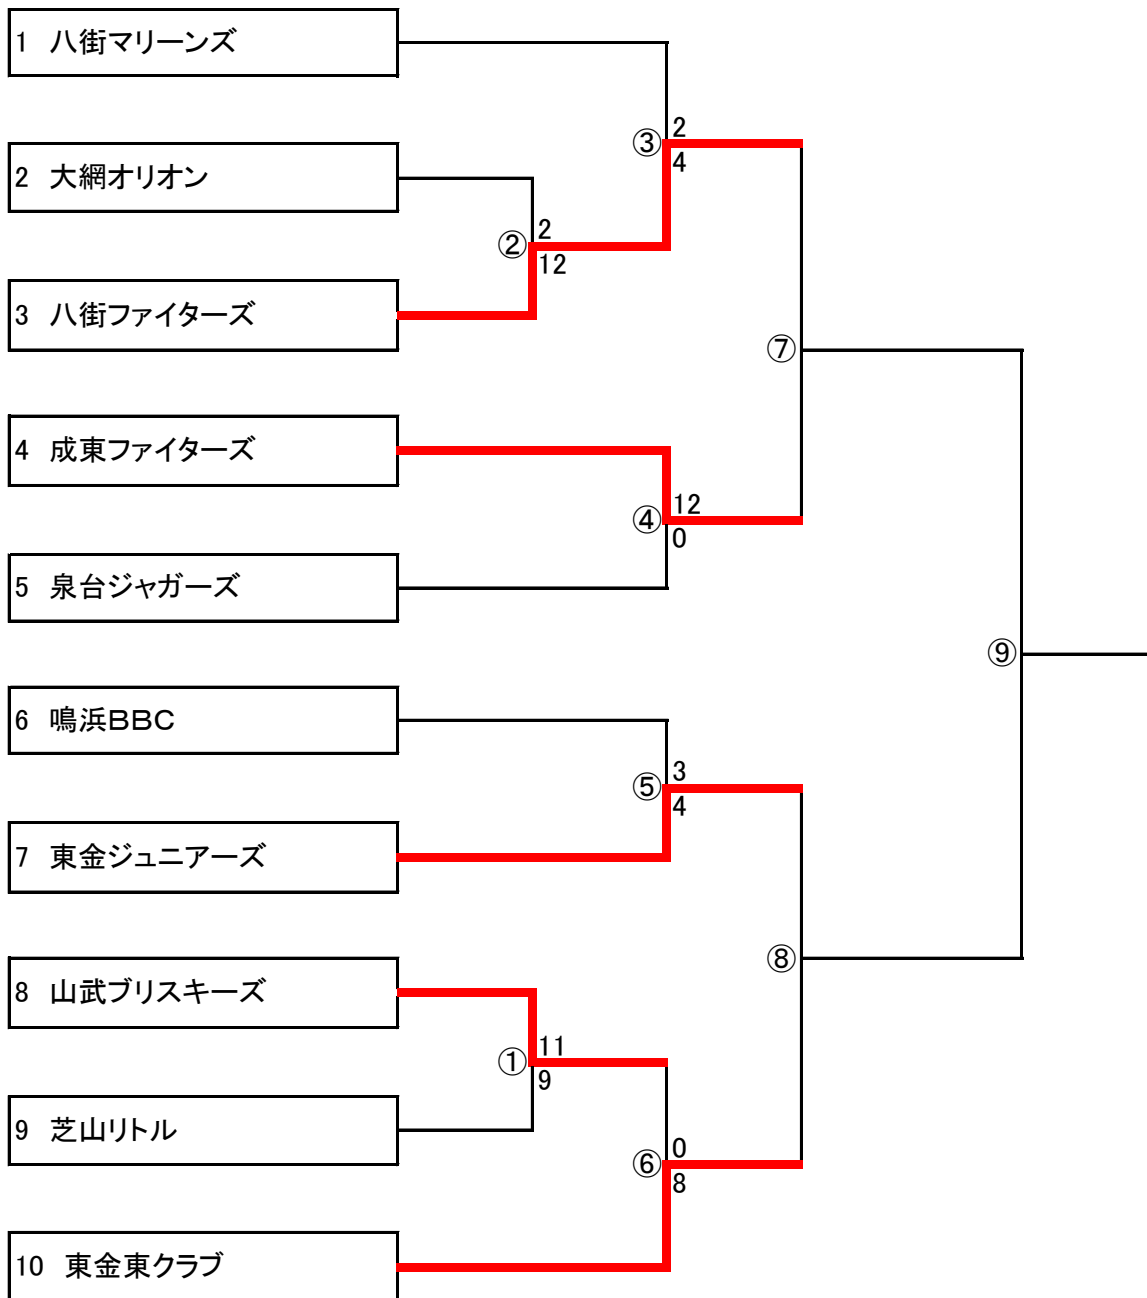 1 八街マリーンズ
2
③
4
2 大網オリオン
2
②
12
3 八街ファイターズ
⑦
4 成東ファイターズ
12
④
0
5 泉台ジャガーズ
⑨
6 鳴浜BBC
3
⑤
4
7 東金ジュニアーズ
⑧
8 山武ブリスキーズ
11
①
9
9 芝山リトル
0
⑥
8
10 東金東クラブ